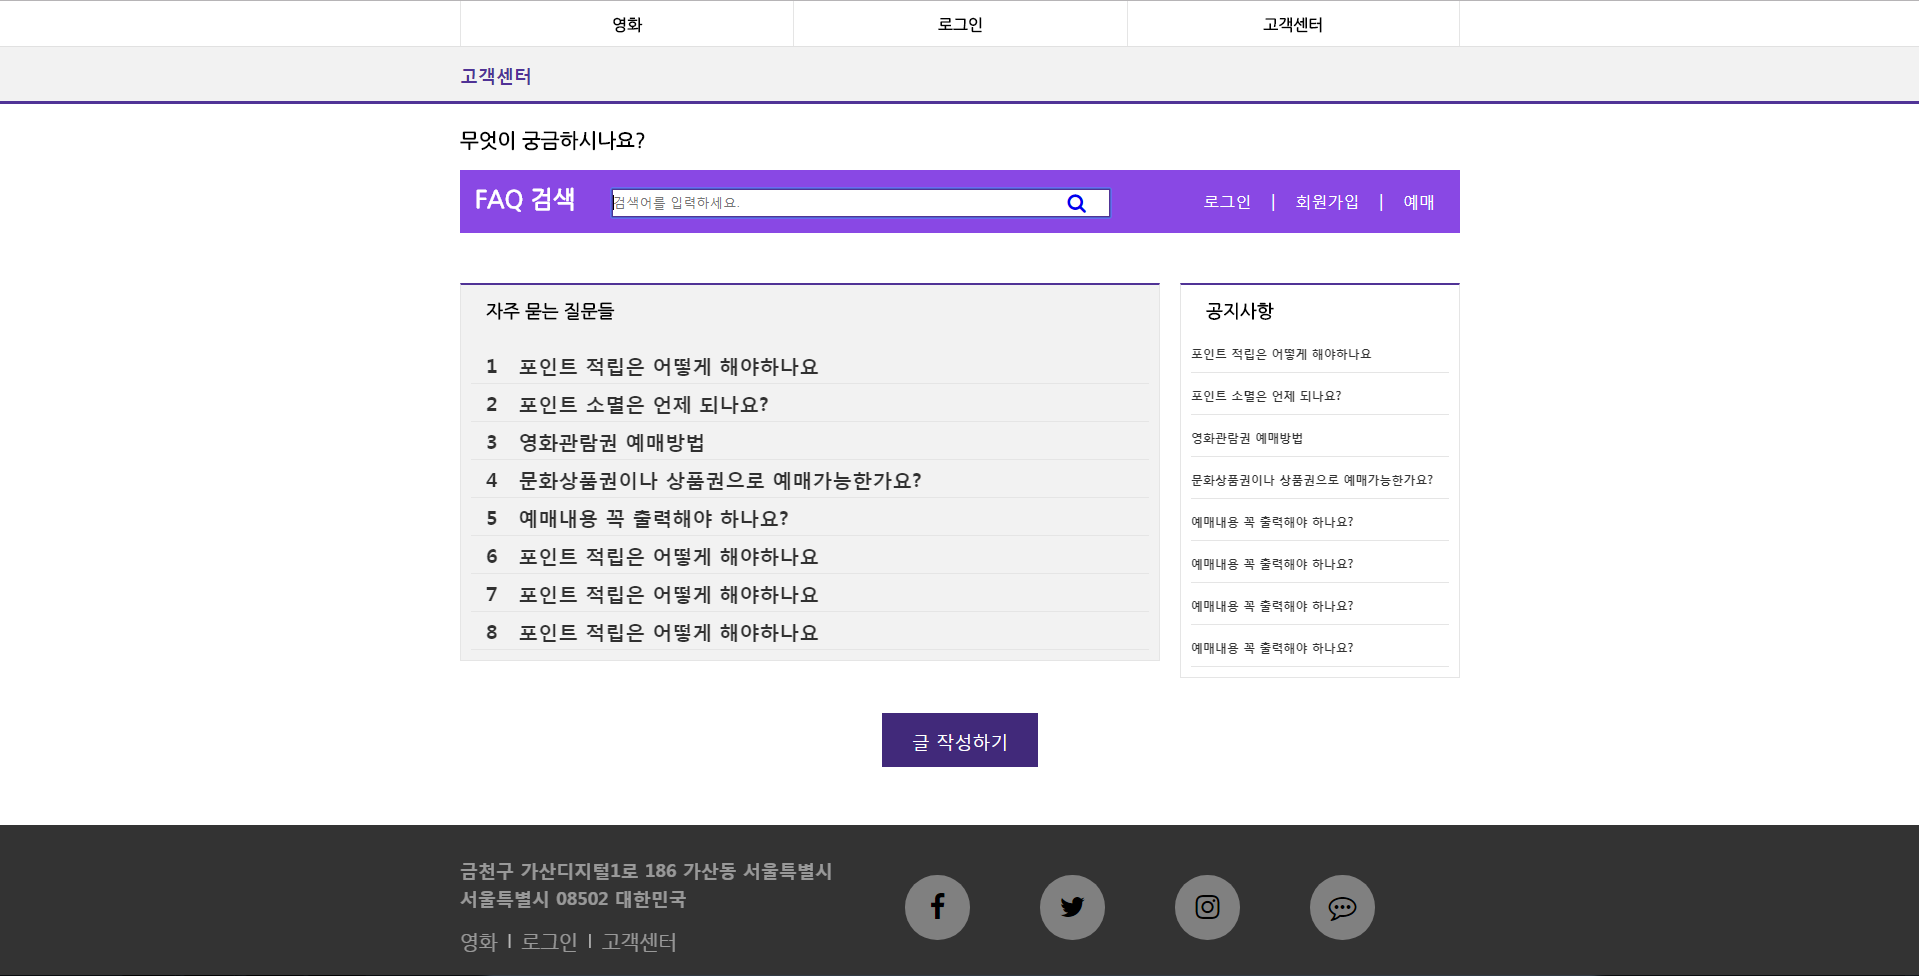 영화 로그인 고객센터
고객센터
무엇이 궁금하시나요?
FAQ 검색 검색어를 입력하세요. 로그인 | 회원가입 | 예매
자주 묻는 질문들
1 포인트 적립은 어떻게 해야하나요
2 포인트 소멸은 언제 되나요?
3 영화관람권 예매방법
4 문화상품권이나 상품권으로 예매가능한가요?
5 예매내용 꼭 출력해야 하나요?
6 포인트 적립은 어떻게 해야하나요
7 포인트 적립은 어떻게 해야하나요
8 포인트 적립은 어떻게 해야하나요
공지사항
포인트 적립은 어떻게 해야하나요
포인트 소멸은 언제 되나요?
영화관람권 예매방법
문화상품권이나 상품권으로 예매가능한가요?
예매내용 꼭 출력해야 하나요?
예매내용 꼭 출력해야 하나요?
예매내용 꼭 출력해야 하나요?
예매내용 꼭 출력해야 하나요?
글 작성하기
금천구 가산디지털1로 186 가산동 서울특별시
서울특별시 08502 대한민국
영화 | 로그인 | 고객센터